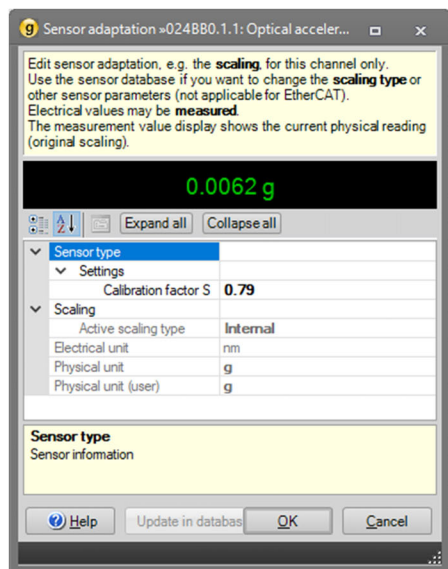 Sensor adaptation »024BB0.1.1: Optical acceler...
Edit sensor adaptation, e.g. the scaling, for this channel only.
Use the sensor database if you want to change the scaling type or
other sensor parameters (not applicable for EtherCAT).
Electrical values may be measured.
The measurement value display shows the current physical reading
(original scaling).
0.0062 g
Expand all Collapse all
Sensor type
Settings
Calibration factor S 0.79
Scaling
Active scaling type Internal
Electrical unit nm
Physical unit g
Physical unit (user) g
Sensor type
Sensor information
Help Update in databas OK Cancel